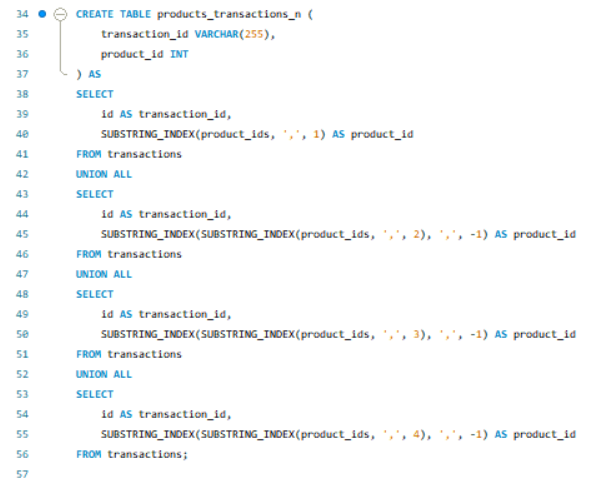 34 CREATE TABLE products_transactions_n (
35 transaction_id VARCHAR(255),
36 product_id INT
37 ) AS
38 SELECT
39 id AS transaction_id,
40 SUBSTRING_INDEX(product_ids, ',', 1) AS product_id
41 FROM transactions
42 UNION ALL
43 SELECT
44 id AS transaction_id,
45 SUBSTRING_INDEX(SUBSTRING_INDEX(product_ids, ',', 2), ',', -1) AS product_id
46 FROM transactions
47 UNION ALL
48 SELECT
49 id AS transaction_id,
50 SUBSTRING_INDEX(SUBSTRING_INDEX(product_ids, ',', 3), ',', -1) AS product_id
51 FROM transactions
52 UNION ALL
53 SELECT
54 id AS transaction_id,
55 SUBSTRING_INDEX(SUBSTRING_INDEX(product_ids, ',', 4), ',', -1) AS product_id
56 FROM transactions;
57